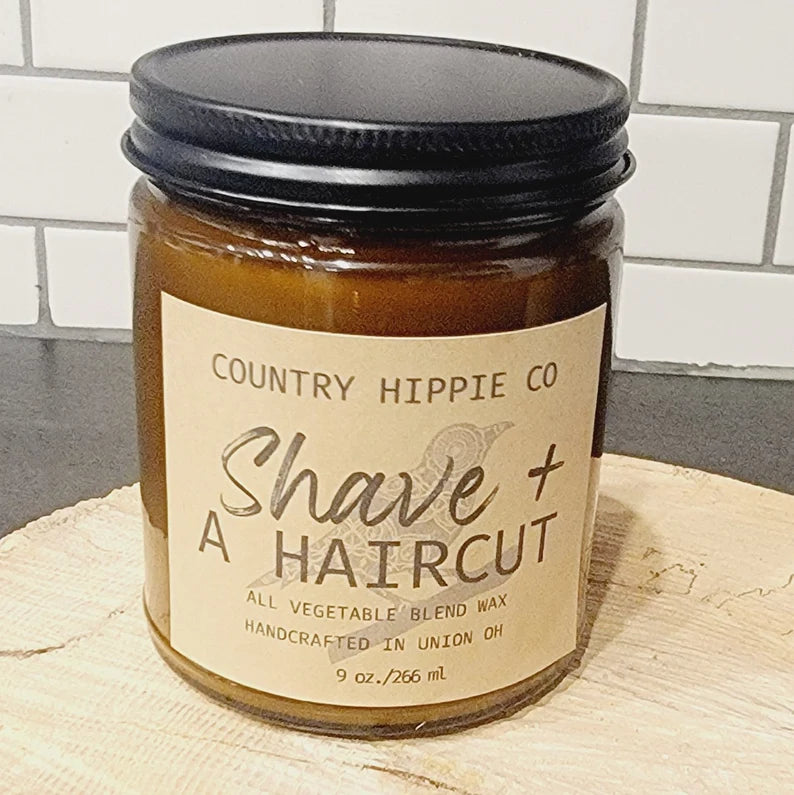 COUNTRY HIPPIE CO
Shave +
A HAIRCUT
ALL VEGETABLE BLEND WAX
HANDCRAFTED IN UNION OH
9 oz./266 ml